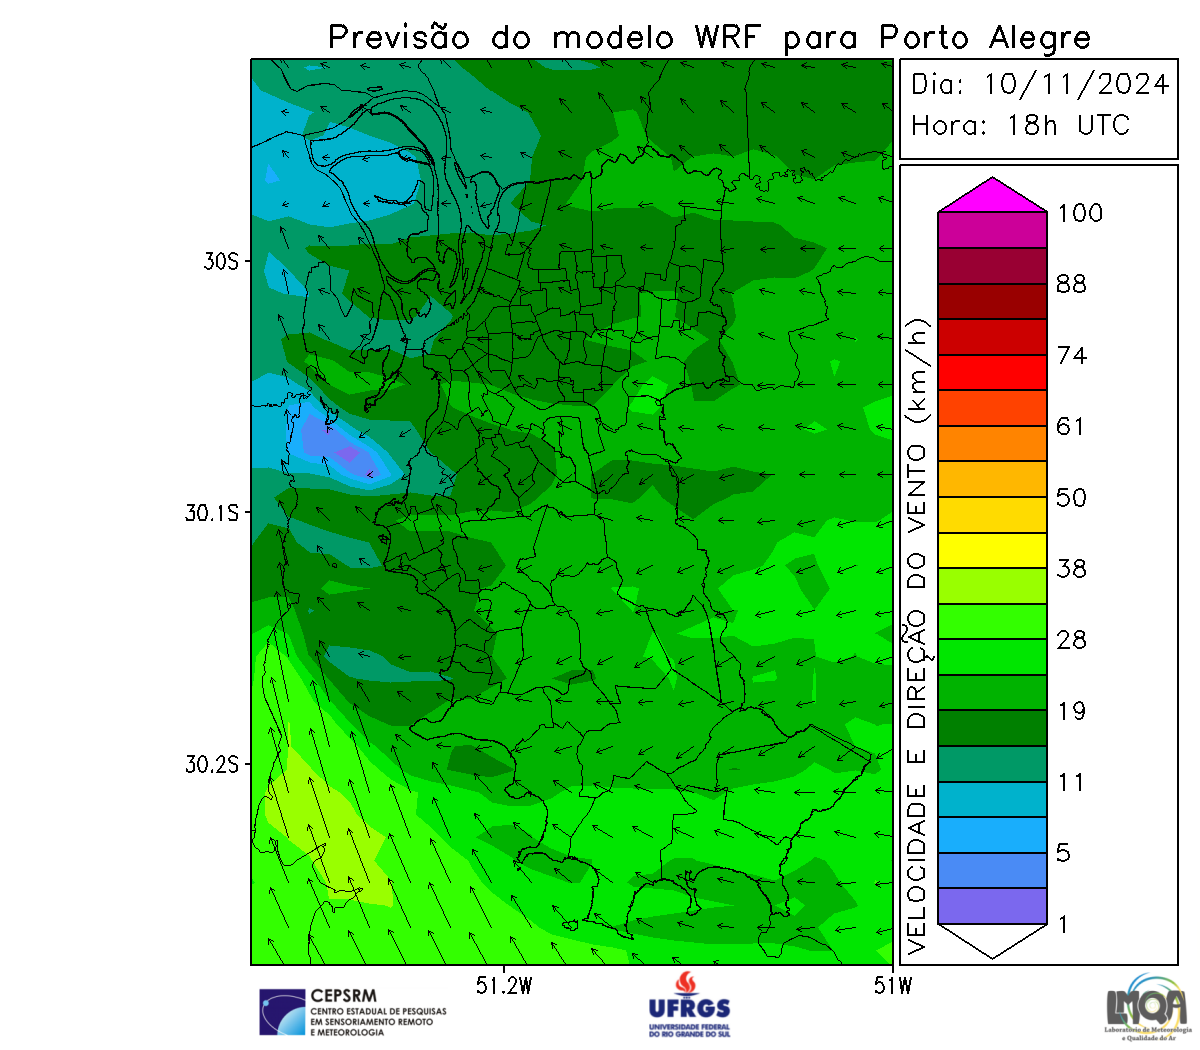 Previsão do modelo WRF para Porto Alegre
Dia: 10/11/2024
Hora: 18h UTC
30S
30.1S
30.2S
51.2W
51W
VELOCIDADE E DIREÇÃO DO VENTO (km/h)
100
88
74
61
50
38
28
19
11
5
1
CEPSRM
CENTRO ESTADUAL DE PESQUISAS
EM SENSORIAMENTO REMOTO
E METEOROLOGIA
UFRGS
UNIVERSIDADE FEDERAL
DO RIO GRANDE DO SUL
LMQA
Laboratório de Meteorologia
e Qualidade do Ar